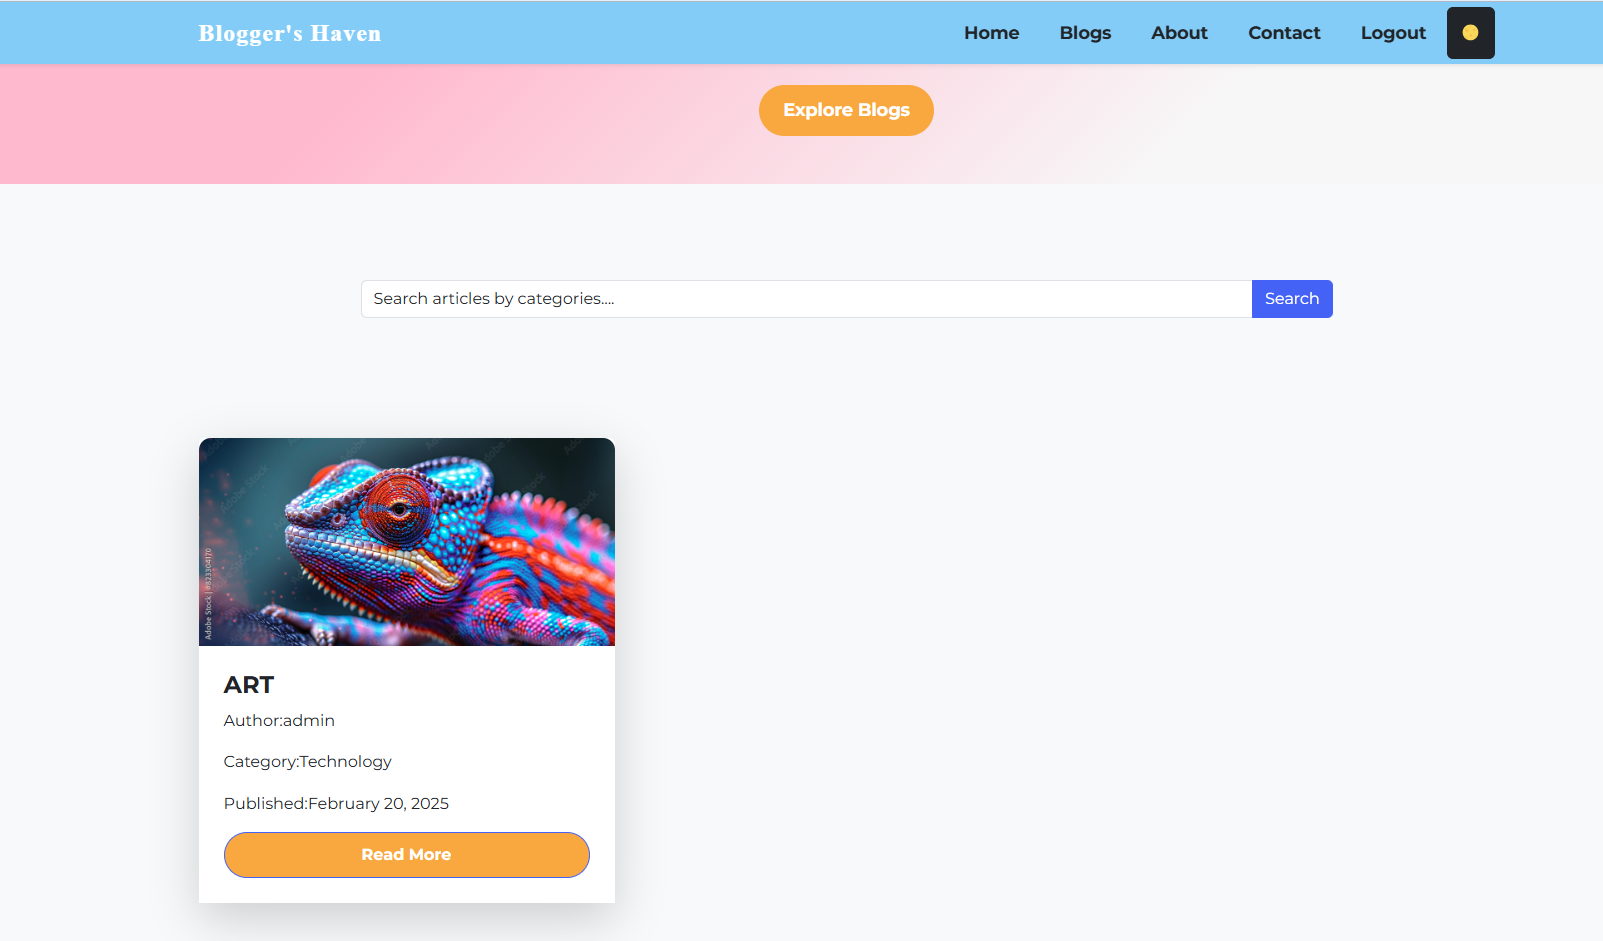 Blogger's Haven
Home Blogs About Contact Logout
Explore Blogs
Search articles by categories....
Search
Adobe Stock | #823304170
ART
Author:admin
Category:Technology
Published:February 20, 2025
Read More